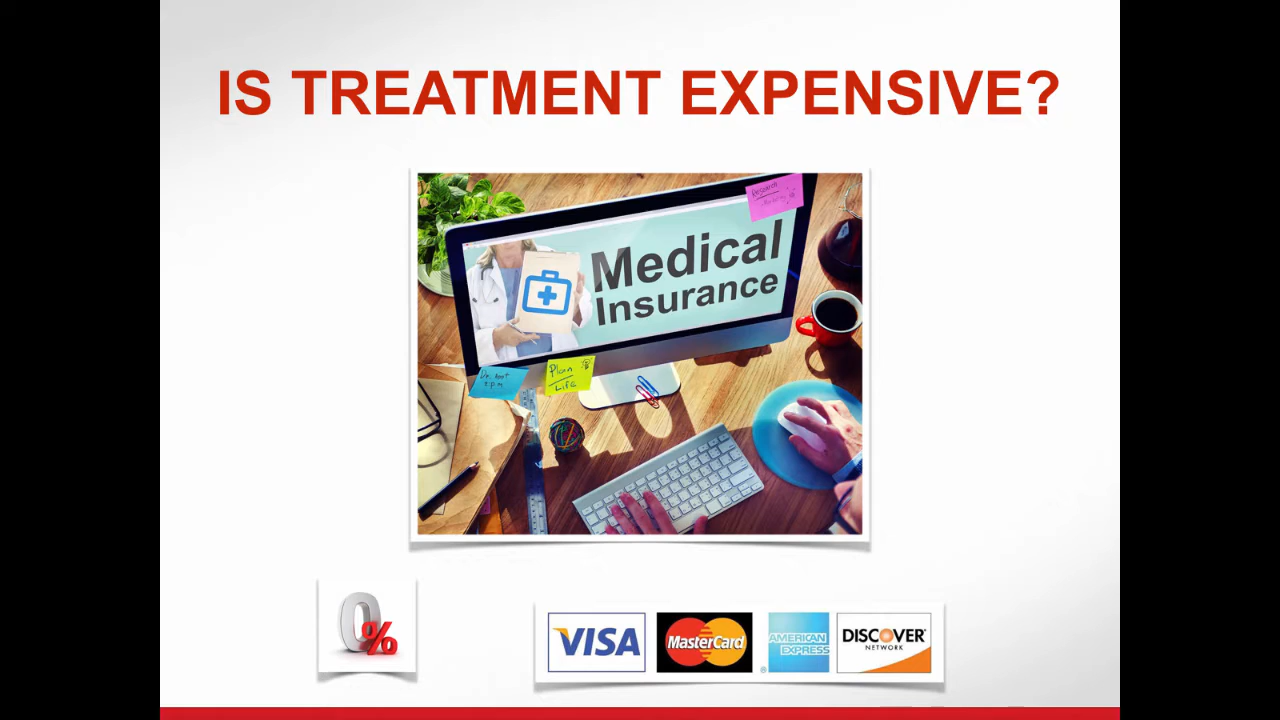 IS TREATMENT EXPENSIVE?
Medical
Insurance
Plan
Life
0%
VISA
MasterCard
AMERICAN
EXPRESS
®
DISCOVER
NETWORK